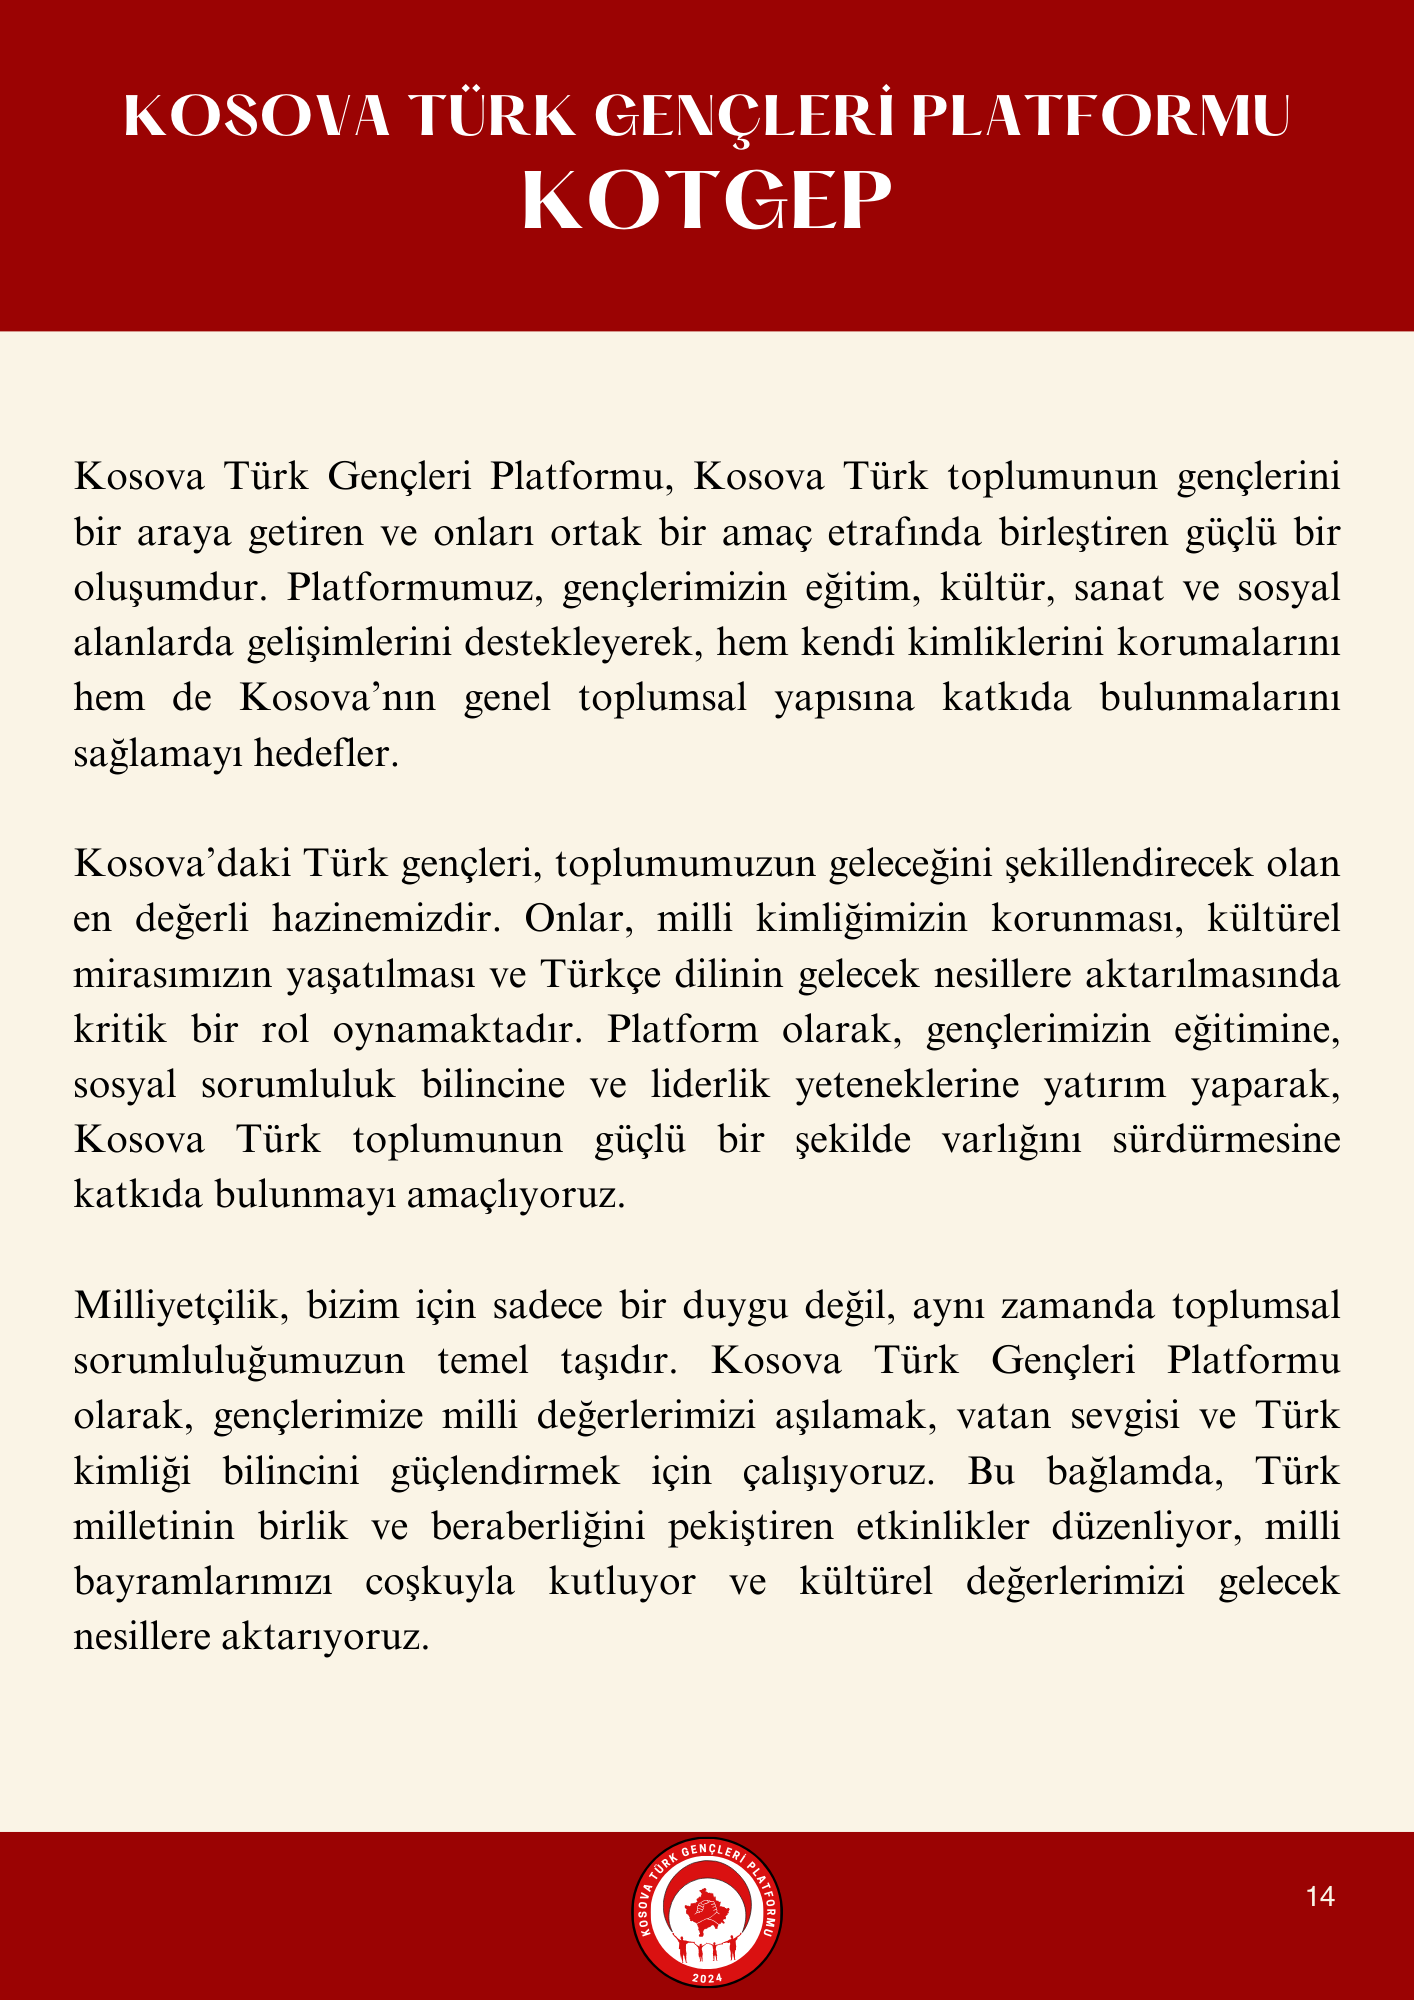 KOSOVA TÜRK GENÇLERİ PLATFORMU
KOTGEP
Kosova Türk Gençleri Platformu, Kosova Türk toplumunun gençlerini
bir araya getiren ve onları ortak bir amaç etrafında birleştiren güçlü bir
oluşumdur. Platformumuz, gençlerimizin eğitim, kültür, sanat ve sosyal
alanlarda gelişimlerini destekleyerek, hem kendi kimliklerini korumalarını
hem de Kosova’nın genel toplumsal yapısına katkıda bulunmalarını
sağlamayı hedefler.
Kosova’daki Türk gençleri, toplumumuzun geleceğini şekillendirecek olan
en değerli hazinemizdir. Onlar, milli kimliğimizin korunması, kültürel
mirasımızın yaşatılması ve Türkçe dilinin gelecek nesillere aktarılmasında
kritik bir rol oynamaktadır. Platform olarak, gençlerimizin eğitimine,
sosyal sorumluluk bilincine ve liderlik yeteneklerine yatırım yaparak,
Kosova Türk toplumunun güçlü bir şekilde varlığını sürdürmesine
katkıda bulunmayı amaçlıyoruz.
Milliyetçilik, bizim için sadece bir duygu değil, aynı zamanda toplumsal
sorumluluğumuzun temel taşıdır. Kosova Türk Gençleri Platformu
olarak, gençlerimize milli değerlerimizi aşılamak, vatan sevgisi ve Türk
kimliği bilincini güçlendirmek için çalışıyoruz. Bu bağlamda, Türk
milletinin birlik ve beraberliğini pekiştiren etkinlikler düzenliyor, milli
bayramlarımızı coşkuyla kutluyor ve kültürel değerlerimizi gelecek
nesillere aktarıyoruz.
KOSOVA TÜRK GENÇLERİ PLATFORMU
2024
14